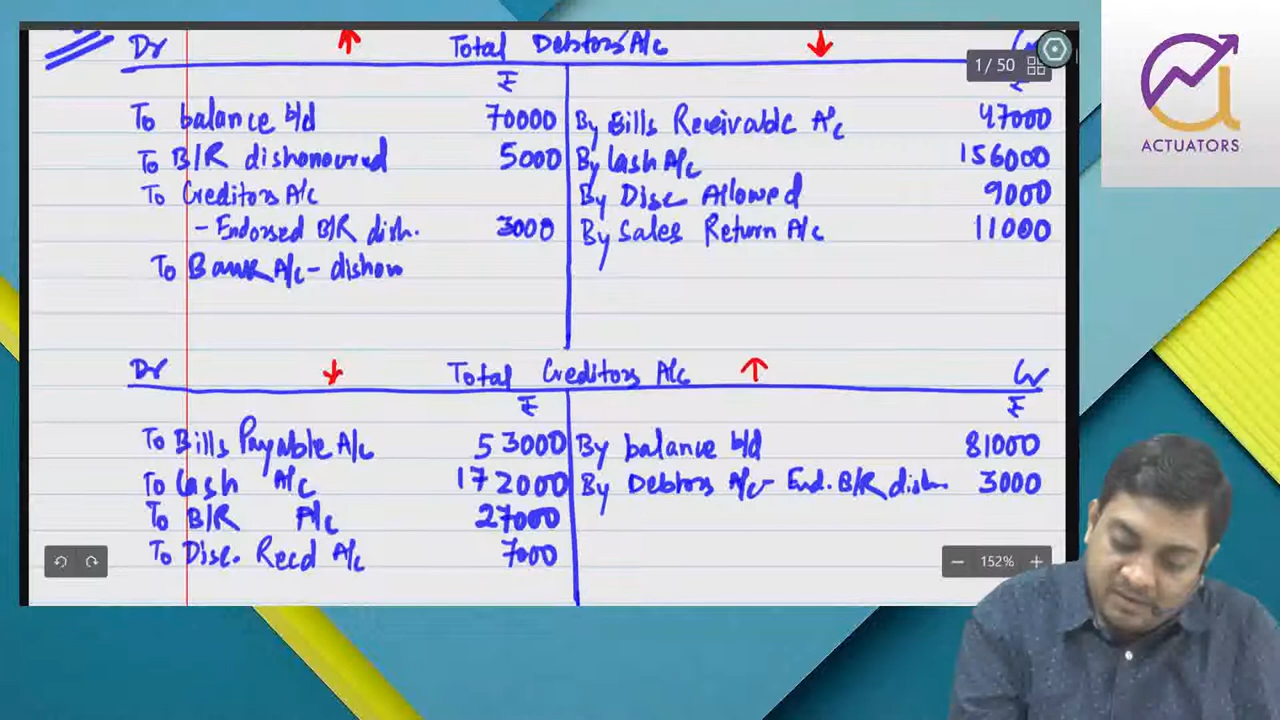 Dr Total Debtors A/c Cr
₹
To balance b/d 70000 By Bills Receivable A/c 47000
To B/R dishonoured 5000 By Cash A/c 156000
To Creditors A/c By Disc Allowed 9000
- Endorsed B/R dish. 3000 By Sales Return A/c 11000
To Bank A/c - dishon By
Dr Total Creditors A/c Cr
₹ ₹
To Bills Payable A/c 53000 By balance b/d 81000
To Cash A/c 172000 By Debtors A/c - End. B/R dish. 3000
To B/R A/c 27000
To Disc. Recd A/c 7000
1 / 50
152%
ACTUATORS